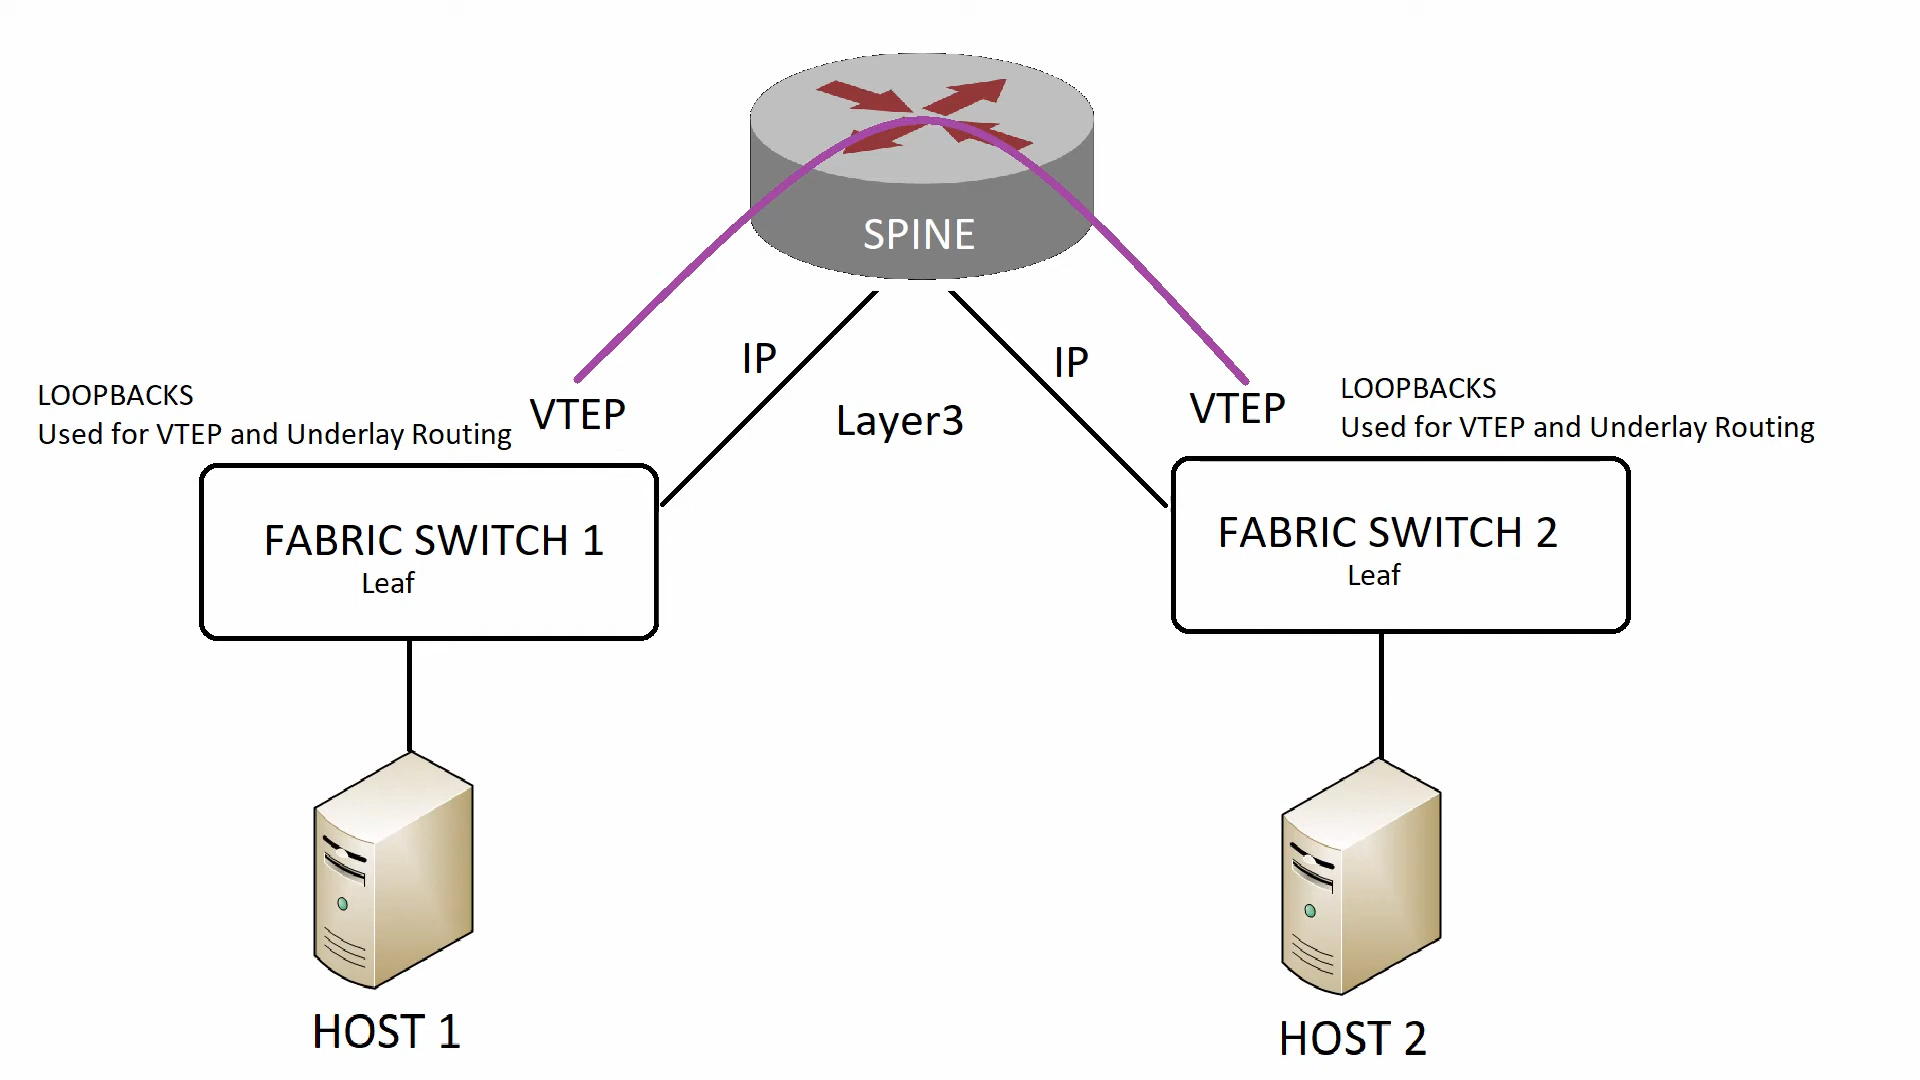 SPINE
IP
IP
LOOPBACKS
Used for VTEP and Underlay Routing
VTEP
Layer3
VTEP
LOOPBACKS
Used for VTEP and Underlay Routing
FABRIC SWITCH 1
Leaf
FABRIC SWITCH 2
Leaf
HOST 1
HOST 2